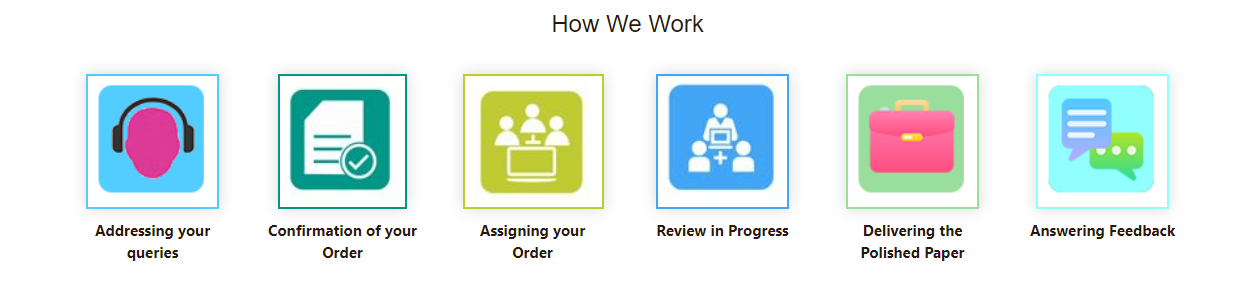 How We Work
Addressing your
queries
Confirmation of your
Order
Assigning your
Order
Review in Progress
Delivering the
Polished Paper
Answering Feedback